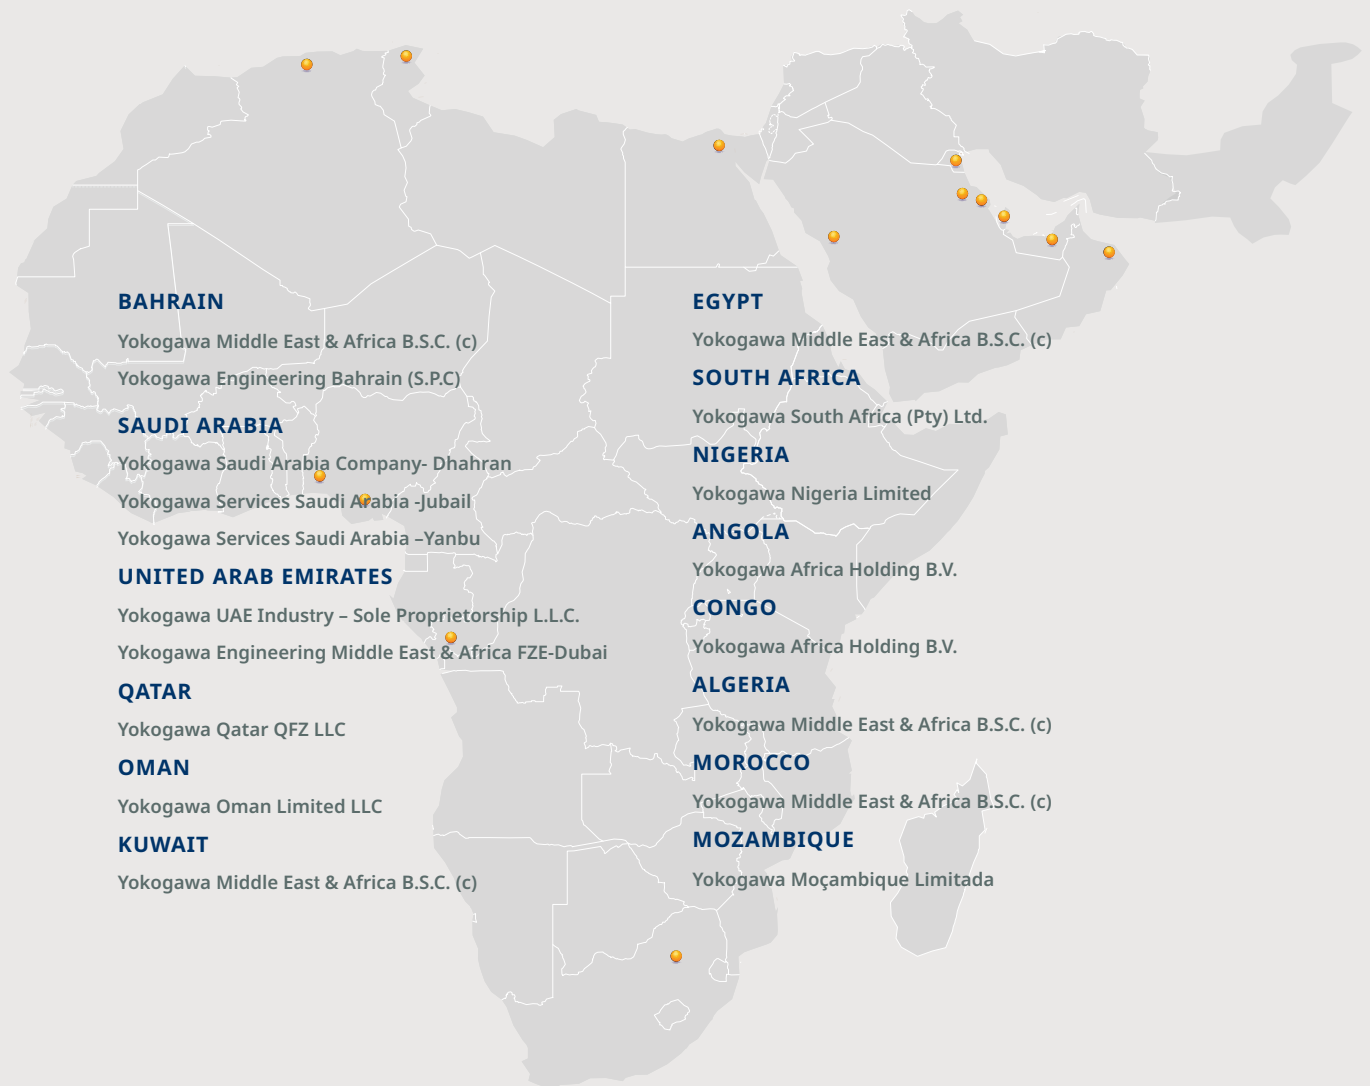 BAHRAIN
Yokogawa Middle East & Africa B.S.C. (c)
Yokogawa Engineering Bahrain (S.P.C)
SAUDI ARABIA
Yokogawa Saudi Arabia Company- Dhahran
Yokogawa Services Saudi Arabia -Jubail
Yokogawa Services Saudi Arabia –Yanbu
UNITED ARAB EMIRATES
Yokogawa UAE Industry – Sole Proprietorship L.L.C.
Yokogawa Engineering Middle East & Africa FZE-Dubai
QATAR
Yokogawa Qatar QFZ LLC
OMAN
Yokogawa Oman Limited LLC
KUWAIT
Yokogawa Middle East & Africa B.S.C. (c)
EGYPT
Yokogawa Middle East & Africa B.S.C. (c)
SOUTH AFRICA
Yokogawa South Africa (Pty) Ltd.
NIGERIA
Yokogawa Nigeria Limited
ANGOLA
Yokogawa Africa Holding B.V.
CONGO
Yokogawa Africa Holding B.V.
ALGERIA
Yokogawa Middle East & Africa B.S.C. (c)
MOROCCO
Yokogawa Middle East & Africa B.S.C. (c)
MOZAMBIQUE
Yokogawa Moçambique Limitada